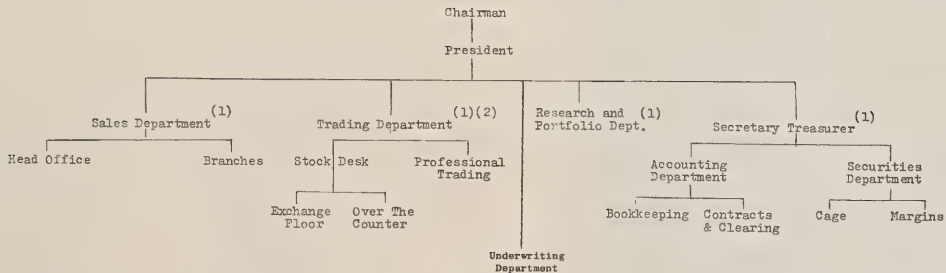 Chairman
President
(1)
Sales Department
Head Office
Branches
(1)(2)
Trading Department
Stock Desk
Professional
Trading
Exchange
Floor
Over The
Counter
Underwriting
Department
Research and (1)
Portfolio Dept.
(1)
Secretary Treasurer
Accounting
Department
Bookkeeping
Contracts
& Clearing
Securities
Department
Cage
Margins